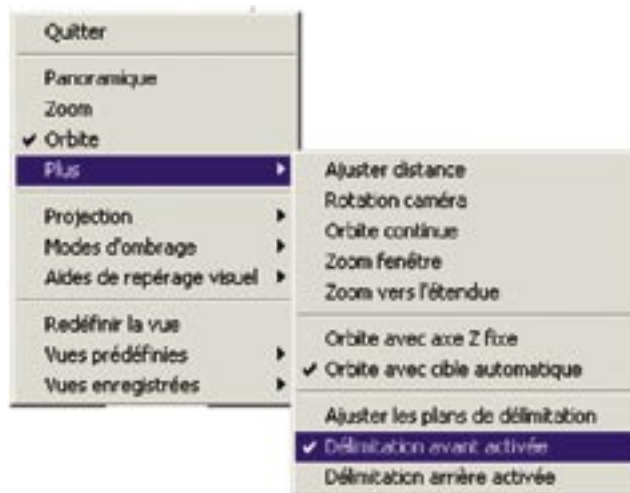 Quitter
Panoramique
Zoom
Orbite
Plus
Projection
Modes d'ombrage
Aides de repérage visuel
Redéfinir la vue
Vues prédéfinies
Vues enregistrées
Ajuster distance
Rotation caméra
Orbite continue
Zoom fenêtre
Zoom vers l'étendue
Orbite avec axe Z fixe
Orbite avec cible automatique
Ajuster les plans de délimitation
Délimitation avant activée
Délimitation arrière activée